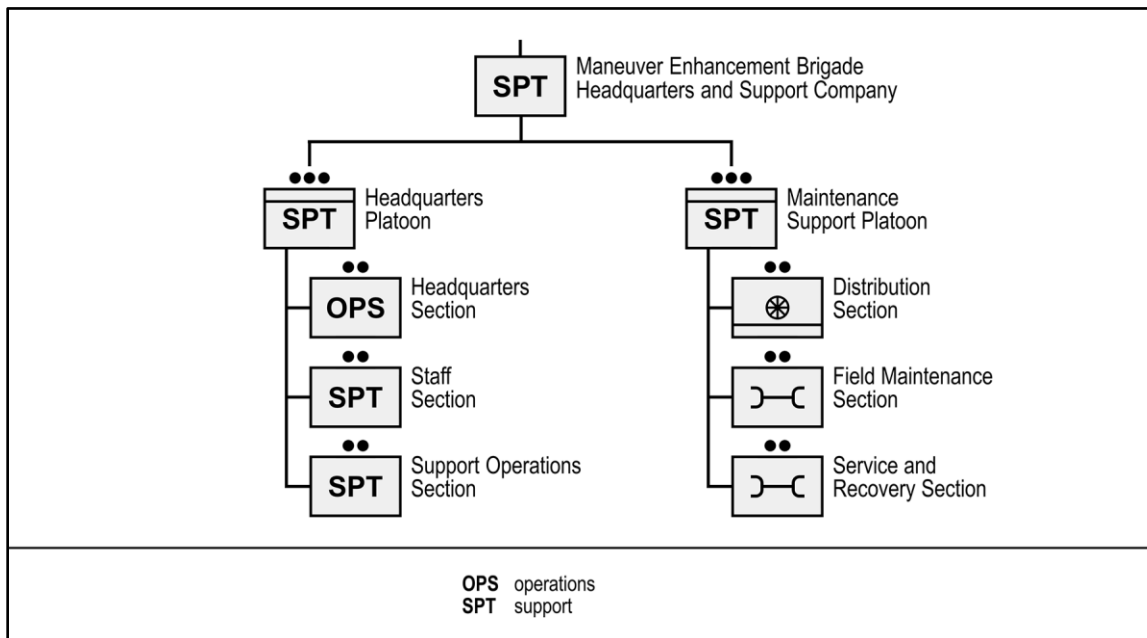 SPT
Maneuver Enhancement Brigade
Headquarters and Support Company
SPT
Headquarters
Platoon
SPT
Maintenance
Support Platoon
OPS
Headquarters
Section
Distribution
Section
SPT
Staff
Section
Field Maintenance
Section
SPT
Support Operations
Section
Service and
Recovery Section
OPS operations
SPT support